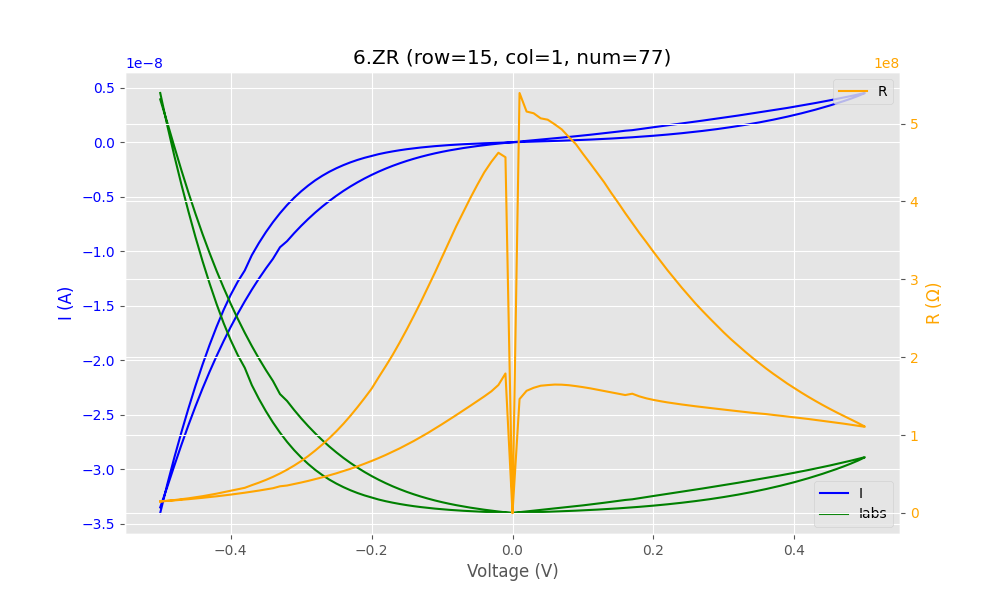 6.ZR (row=15, col=1, num=77)
1e−8
1e8
R
0.5
0.0
−0.5
−1.0
−1.5
−2.0
−2.5
−3.0
−3.5
I (A)
5
4
3
2
1
0
R (Ω)
I
Iabs
−0.4
−0.2
0.0
0.2
0.4
Voltage (V)